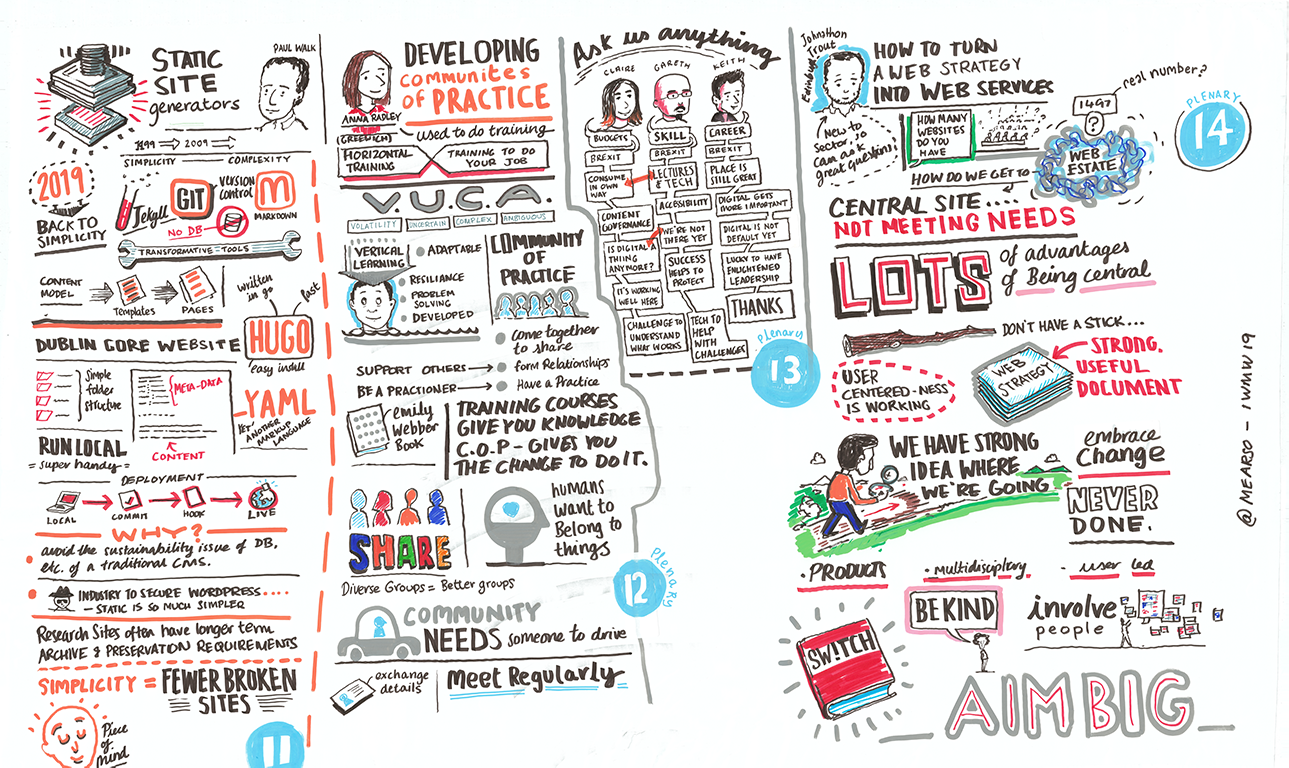 STATIC
SITE
generators
PAUL WALK
1999 2009
SIMPLICITY COMPLEXITY
2019
BACK TO
SIMPLICITY
Jekyll
GIT
VERSION
CONTROL
NO DB
MARKDOWN
TRANSFORMATIVE TOOLS
CONTENT
MODEL
Templates
PAGES
written
in go
fast
HUGO
easy install
DUBLIN CORE WEBSITE
Simple
folder
structure
META-DATA
CONTENT
YAML
YET
ANOTHER
MARKUP
LANGUAGE
RUN LOCAL
= super handy =
DEPLOYMENT
LOCAL
COMMIT
HOOK
LIVE
WHY?
avoid the sustainability issue of DB,
etc. of a traditional CMS.
INDUSTRY TO SECURE WORDPRESS....
– STATIC IS SO MUCH SIMPLER
Research Sites often have longer term
ARCHIVE & PRESERVATION REQUIREMENTS
SIMPLICITY = FEWER BROKEN
SITES
Piece
of
mind
11
DEVELOPING
Communites
OF PRACTICE
ANNA RADLEY
GREENWICH
used to do training
HORIZONTAL
TRAINING
TRAINING TO DO
YOUR JOB
V.U.C.A.
VOLATILITY UNCERTAIN COMPLEX AMBIGUOUS
VERTICAL
LEARNING
ADAPTABLE
RESILIANCE
PROBLEM
SOLVING
DEVELOPED
COMMUNITY
OF
PRACTICE
Come together
to share
SUPPORT OTHERS
form Relationships
BE A PRACTIONER
Have a Practice
emily
Webber
BOOK
TRAINING COURSES
GIVE YOU KNOWLEDGE
C.O.P – GIVES YOU
THE CHANGE TO DO IT.
SHARE
humans
want to
Belong to
things
Diverse Groups = Better groups
COMMUNITY
NEEDS someone to drive
exchange
details
Meet Regularly
Plenary
12
Ask us anything
CLAIRE
GARETH
KEITH
BUDGETS
BREXIT
CONSUME
IN OWN
WAY
CONTENT
GOVERNANCE
IS DIGITAL A
THING
ANYMORE?
IT'S WORKING
WELL HERE
CHALLENGE TO
UNDERSTAND
WHAT WORKS
SKILL
BREXIT
LECTURES
& TECH
ACCESSIBILITY
WE'RE NOT
THERE YET
SUCCESS
HELPS TO
PROTECT
TECH TO
HELP
WITH
CHALLENGES
CAREER
BREXIT
PLACE IS
STILL GREAT
DIGITAL GETS
MORE IMPORTANT
DIGITAL IS NOT
DEFAULT YET
LUCKY TO HAVE
ENLIGHTENED
LEADERSHIP
THANKS
Plenary
13
Johnthon
Trout
Edinburgh
New to
Sector, so
can ask
great Questions.
HOW TO TURN
A WEB STRATEGY
INTO WEB SERVICES
HOW MANY
WEBSITES
DO YOU
HAVE
1497
?
real number?
WEB
ESTATE
PLENARY
14
HOW DO WE GET TO
CENTRAL SITE ....
NOT MEETING NEEDS
LOTS
of advantages
of Being central
DON'T HAVE A STICK...
USER
CENTERED-NESS
IS WORKING
WEB
STRATEGY
STRONG,
USEFUL
DOCUMENT
WE HAVE STRONG
IDEA WHERE
WE'RE GOING
embrace
Change
NEVER
DONE.
· PRODUCTS
· multidisciplary
· user led
SWITCH
BE KIND
involve
people
AIM BIG
@MEARSO – IWMW19